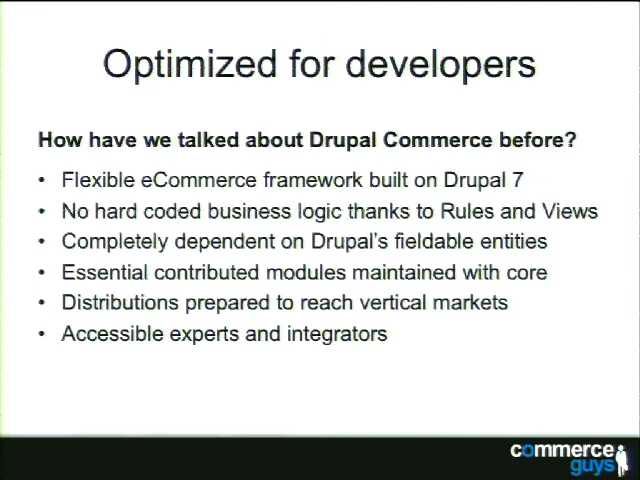 Optimized for developers
How have we talked about Drupal Commerce before?
• Flexible eCommerce framework built on Drupal 7
• No hard coded business logic thanks to Rules and Views
• Completely dependent on Drupal's fieldable entities
• Essential contributed modules maintained with core
• Distributions prepared to reach vertical markets
• Accessible experts and integrators
commerce
guys